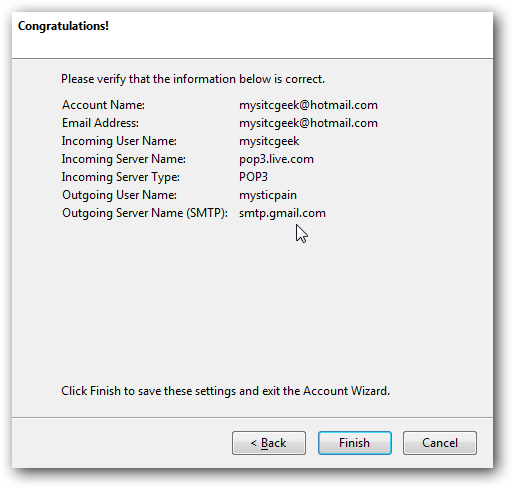 Congratulations!
Please verify that the information below is correct.
Account Name: mysitcgeek@hotmail.com
Email Address: mysitcgeek@hotmail.com
Incoming User Name: mysitcgeek
Incoming Server Name: pop3.live.com
Incoming Server Type: POP3
Outgoing User Name: mysticpain
Outgoing Server Name (SMTP): smtp.gmail.com
Click Finish to save these settings and exit the Account Wizard.
< Back Finish Cancel